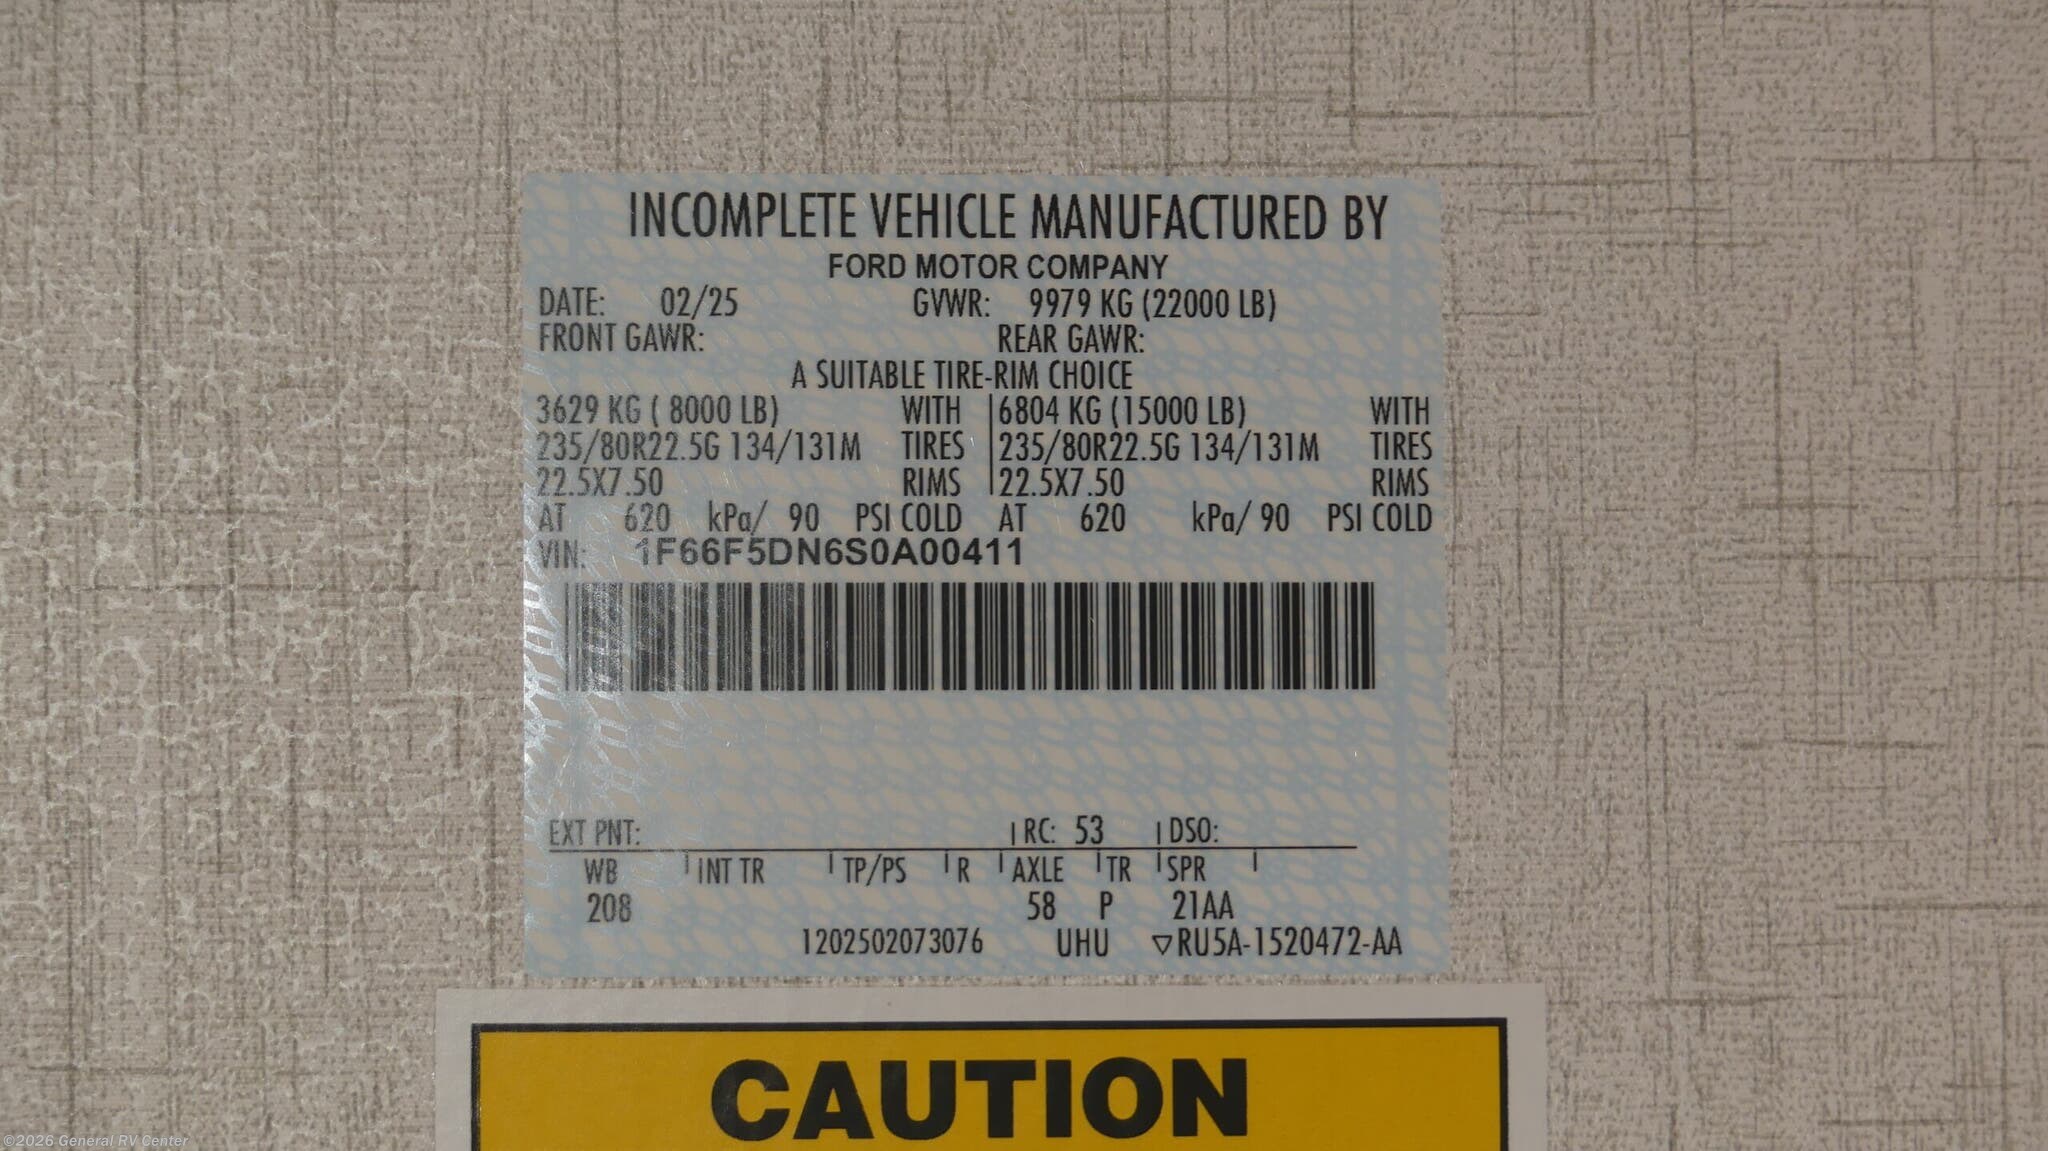 INCOMPLETE VEHICLE MANUFACTURED BY
FORD MOTOR COMPANY
DATE: 02/25 GVWR: 9979 KG (22000 LB)
FRONT GAWR: REAR GAWR:
A SUITABLE TIRE-RIM CHOICE
3629 KG ( 8000 LB) WITH 6804 KG (15000 LB) WITH
235/80R22.5G 134/131M TIRES 235/80R22.5G 134/131M TIRES
22.5X7.50 RIMS 22.5X7.50 RIMS
AT 620 kPa/ 90 PSI COLD AT 620 kPa/ 90 PSI COLD
VIN: 1F66F5DN6S0A00411
EXT PNT: RC: 53 DSO:
WB INT TR TP/PS R AXLE TR SPR
208 58 P 21AA
1202502073076 UHU ▽RU5A-1520472-AA
CAUTION
©2026 General RV Center